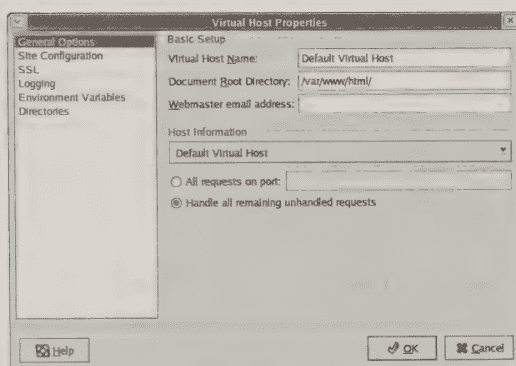 Virtual Host Properties
General Options
Site Configuration
SSL
Logging
Environment Variables
Directories
Basic Setup
Virtual Host Name: Default Virtual Host
Document Root Directory: /var/www/html/
Webmaster email address:
Host Information
Default Virtual Host
All requests on port:
Handle all remaining unhandled requests
Help
OK
Cancel